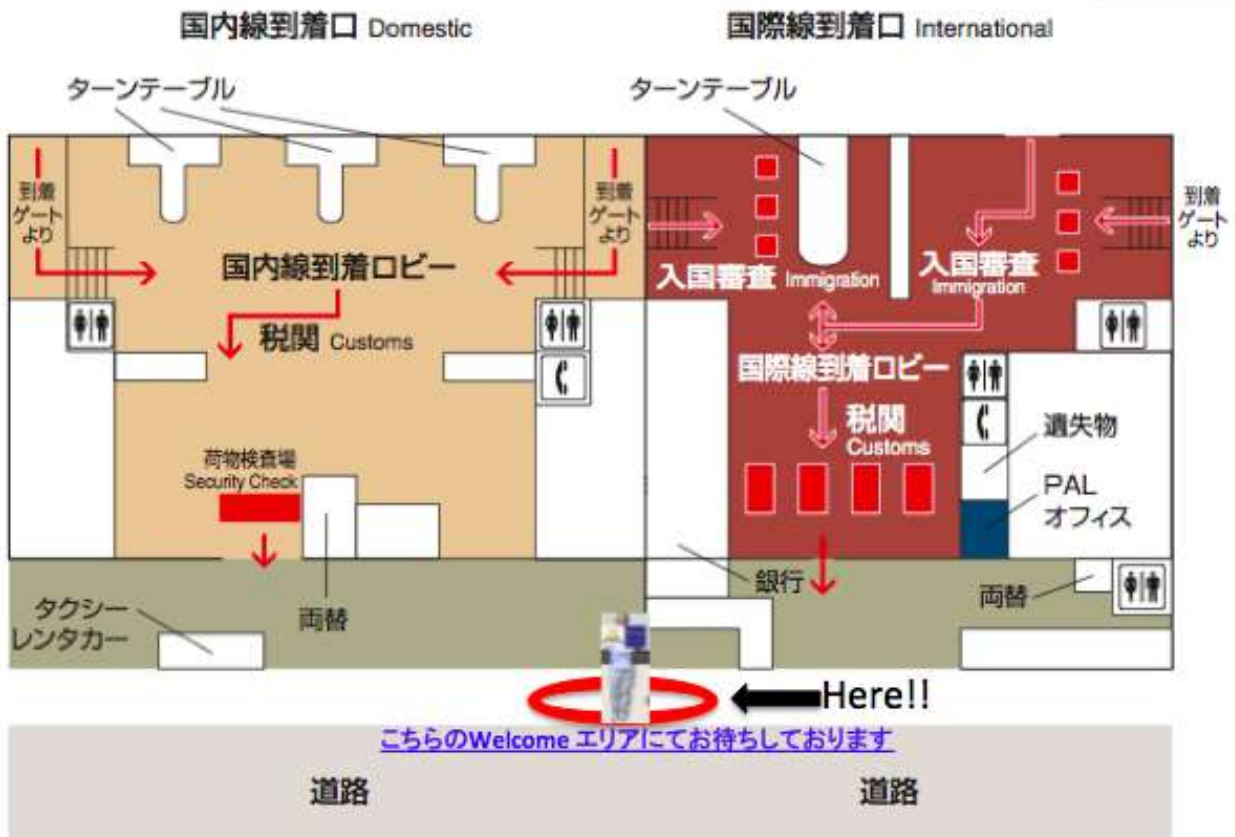 国内線到着口 Domestic
国際線到着口 International
ターンテーブル
ターンテーブル
到着
ゲート
より
到着
ゲート
より
到着
ゲート
より
国内線到着ロビー
入国審査 Immigration
入国審査
Immigration
税関 Customs
国際線到着ロビー
税関
Customs
荷物検査場
Security Check
遺失物
PAL
オフィス
銀行
両替
両替
タクシー
レンタカー
Here!!
こちらのWelcome エリアにてお待ちしております
道路
道路